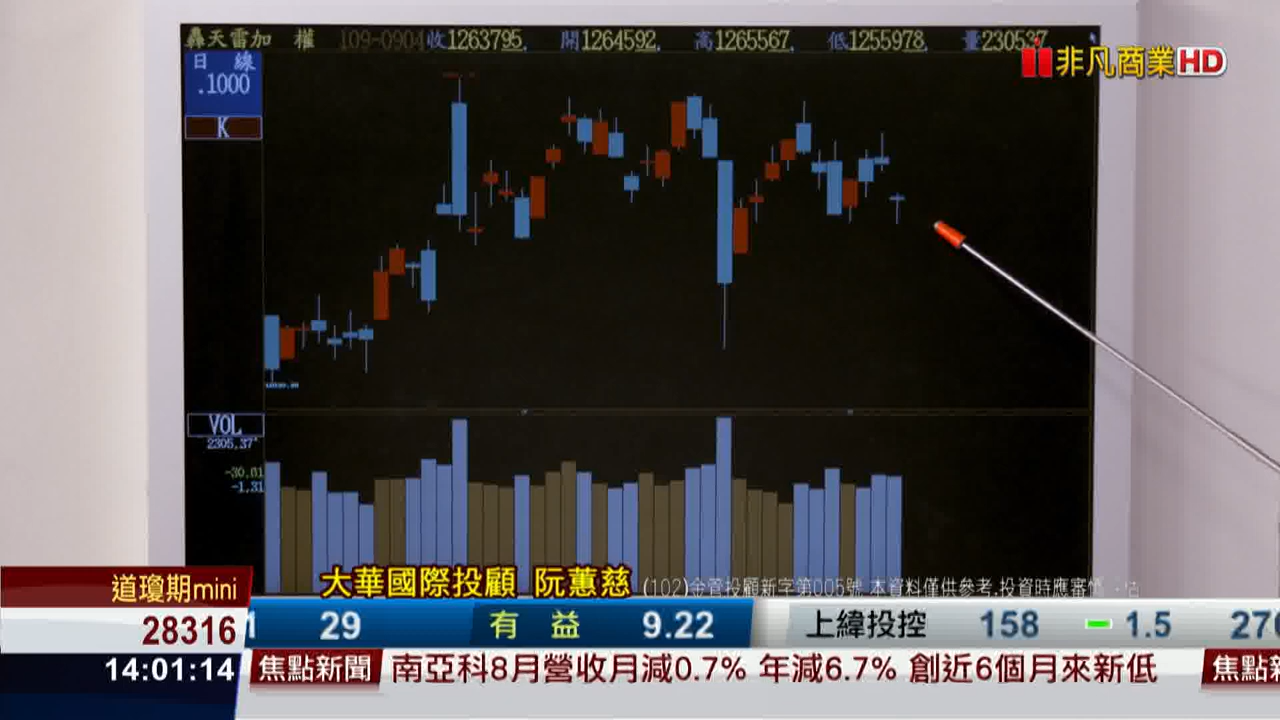 轟天雷加 權 109-0904收1263795. 開1264592. 高1265567. 低1255978. 量230537
非凡商業HD
日 線
.1000
K
VOL
2305.37
-30.01
-1.31
大華國際投顧 阮蕙慈
(102)金管投顧新字第005號 本資料僅供參考,投資時應審慎
道瓊期mini
28316
1 29 有 益 9.22 上緯投控 158 1.5 270
14:01:14 焦點新聞 南亞科8月營收月減0.7% 年減6.7% 創近6個月來新低 焦點新